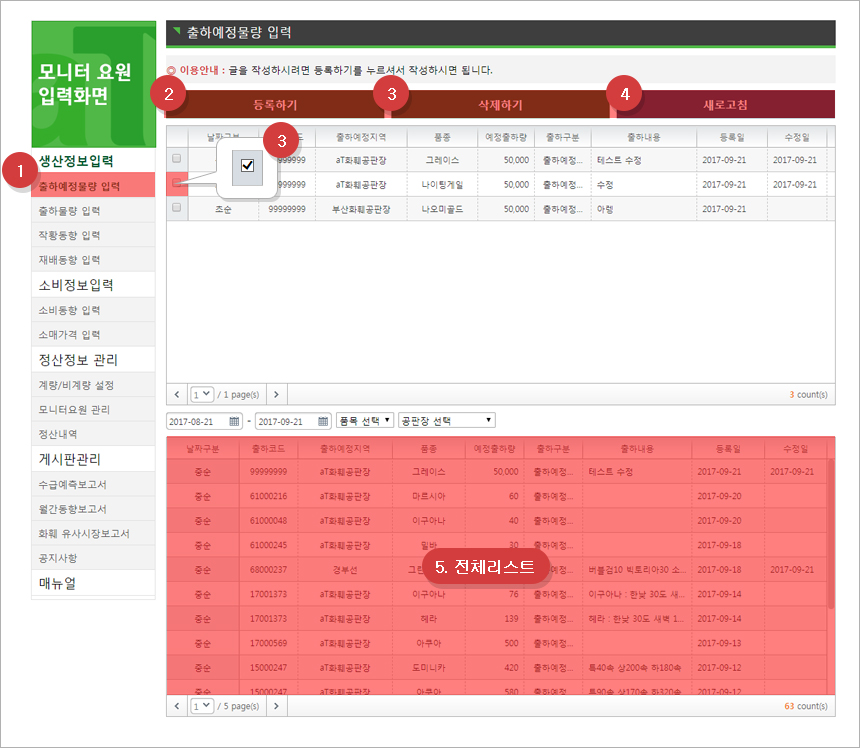 모니터 요원
입력화면
1
생산정보입력
출하예정물량 입력
출하물량 입력
작황동향 입력
재배동향 입력
소비정보입력
소비동향 입력
소매가격 입력
정산정보 관리
계량/비계량 설정
모니터요원 관리
정산내역
게시판관리
수급예측보고서
월간동향보고서
화훼 유사시장보고서
공지사항
매뉴얼
출하예정물량 입력
◎ 이용안내 : 글을 작성하시려면 등록하기를 누르셔서 작성하시면 됩니다.
2 등록하기 3 삭제하기 4 새로고침
출하예정지역 품종 예정출하량 출하구분 출하내용 등록일 수정일
3
aT화훼공판장 그레이스 50,000 출하예정... 테스트 수정 2017-09-21 2017-09-21
aT화훼공판장 나이팅게일 50,000 출하예정... 수정 2017-09-21 2017-09-21
초순 99999999 부산화훼공판장 나오미골드 50,000 출하예정... 아령 2017-09-21
1 / 1 page(s) 3 count(s)
2017-08-21 - 2017-09-21 품목 선택 공판장 선택
날짜구분 출하코드 출하예정지역 품종 예정출하량 출하구분 출하내용 등록일 수정일
중순 99999999 aT화훼공판장 그레이스 50,000 출하예정... 테스트 수정 2017-09-21 2017-09-21
중순 61000216 aT화훼공판장 마르시아 60 출하예정... 2017-09-20
중순 61000048 aT화훼공판장 이구아나 40 출하예정... 2017-09-20
중순 61000245 aT화훼공판장 밀바 30 출하예정... 2017-09-18
중순 68000237 경부선 출하예정... 버블검10 빅토리아30 소... 2017-09-18 2017-09-21
5. 전체리스트
중순 17001373 aT화훼공판장 이구아나 76 출하예정... 이구아나 : 한낮 30도 새... 2017-09-14
중순 17001373 aT화훼공판장 헤라 139 출하예정... 헤라 : 한낮 30도 새벽 1... 2017-09-14
중순 17000569 aT화훼공판장 아쿠아 500 출하예정... 2017-09-13
중순 15000247 aT화훼공판장 도미니카 420 출하예정... 특40속 상200속 하180속 2017-09-12
중순 15000247 aT화훼공판장 아쿠아 580 출하예정... 특90속 상170속 하320속 2017-09-12
1 / 5 page(s) 63 count(s)